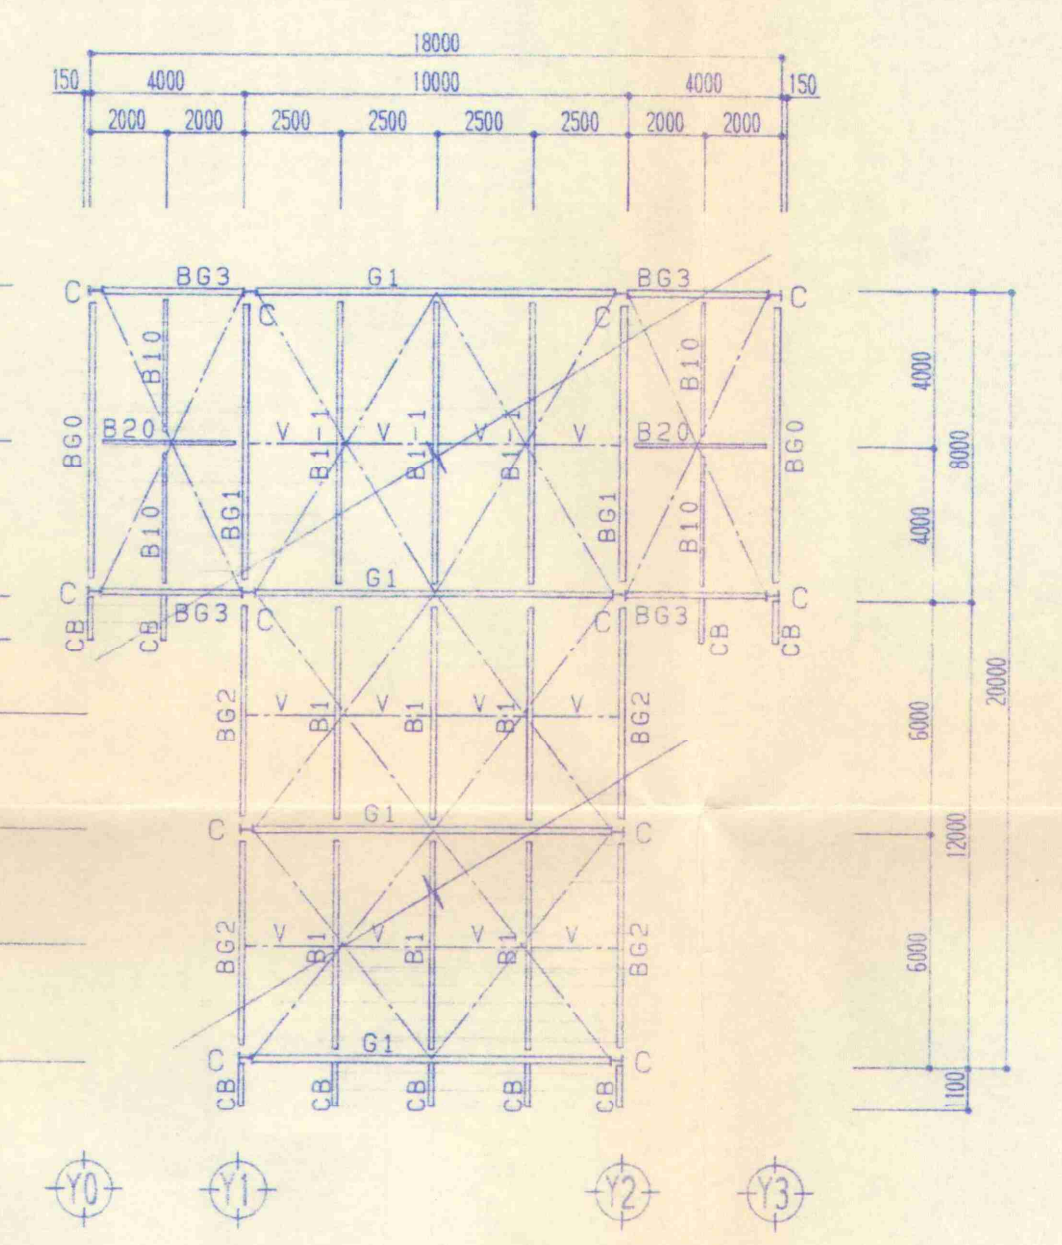 18000
150 4000 10000 4000 150
2000 2000 2500 2500 2500 2500 2000 2000
BG3 G1 BG3
C C
C C
B10 B10
4000
BG0 B20 V V V V B20 BG0
B1-1 B1-1 B1-1
8000
BG1 BG1
B10 B10
4000
G1
C C
BG3 C C BG3
CB CB CB CB
20000
BG2 V B1 V B1 V B1 V BG2
6000
G1
C C
12000
BG2 V B1 V B1 V B1 V BG2
6000
G1
C C
CB CB CB CB CB
1100
Y0 Y1 Y2 Y3